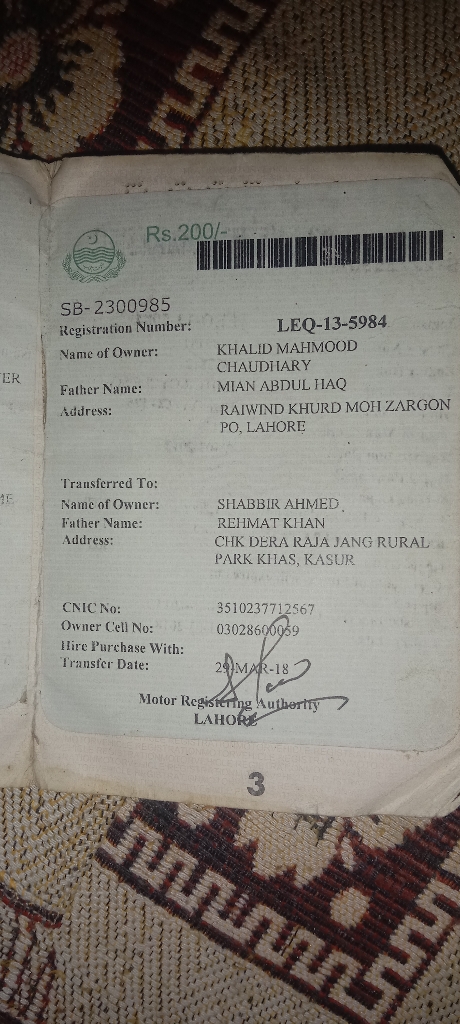 Rs.200/-
SB-2300985
Registration Number: LEQ-13-5984
Name of Owner: KHALID MAHMOOD
CHAUDHARY
Father Name: MIAN ABDUL HAQ
Address: RAIWIND KHURD MOH ZARGON
PO, LAHORE
Transferred To:
Name of Owner: SHABBIR AHMED
Father Name: REHMAT KHAN
Address: CHK DERA RAJA JANG RURAL
PARK KHAS, KASUR
CNIC No: 3510237712567
Owner Cell No: 03028600059
Hire Purchase With:
Transfer Date: 29-MAR-18
Motor Registering Authority
LAHORE
3